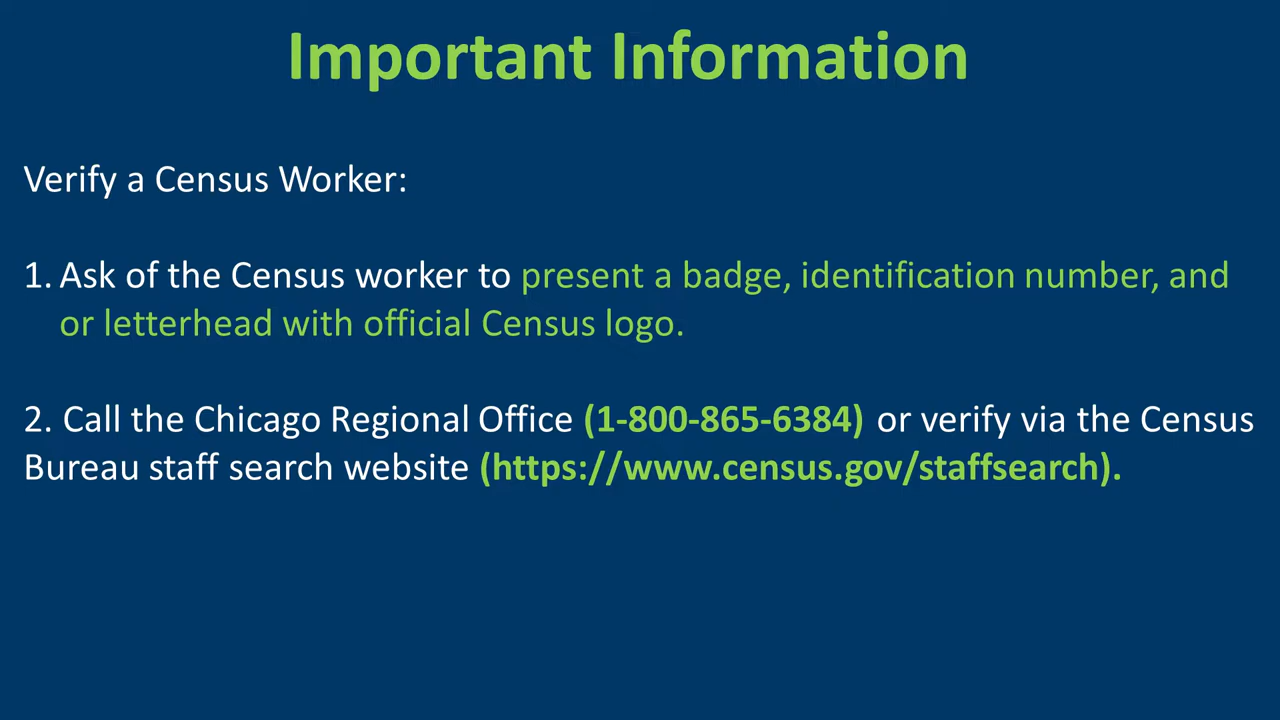 Important Information
Verify a Census Worker:
1. Ask of the Census worker to present a badge, identification number, and
or letterhead with official Census logo.
2. Call the Chicago Regional Office (1-800-865-6384) or verify via the Census
Bureau staff search website (https://www.census.gov/staffsearch).